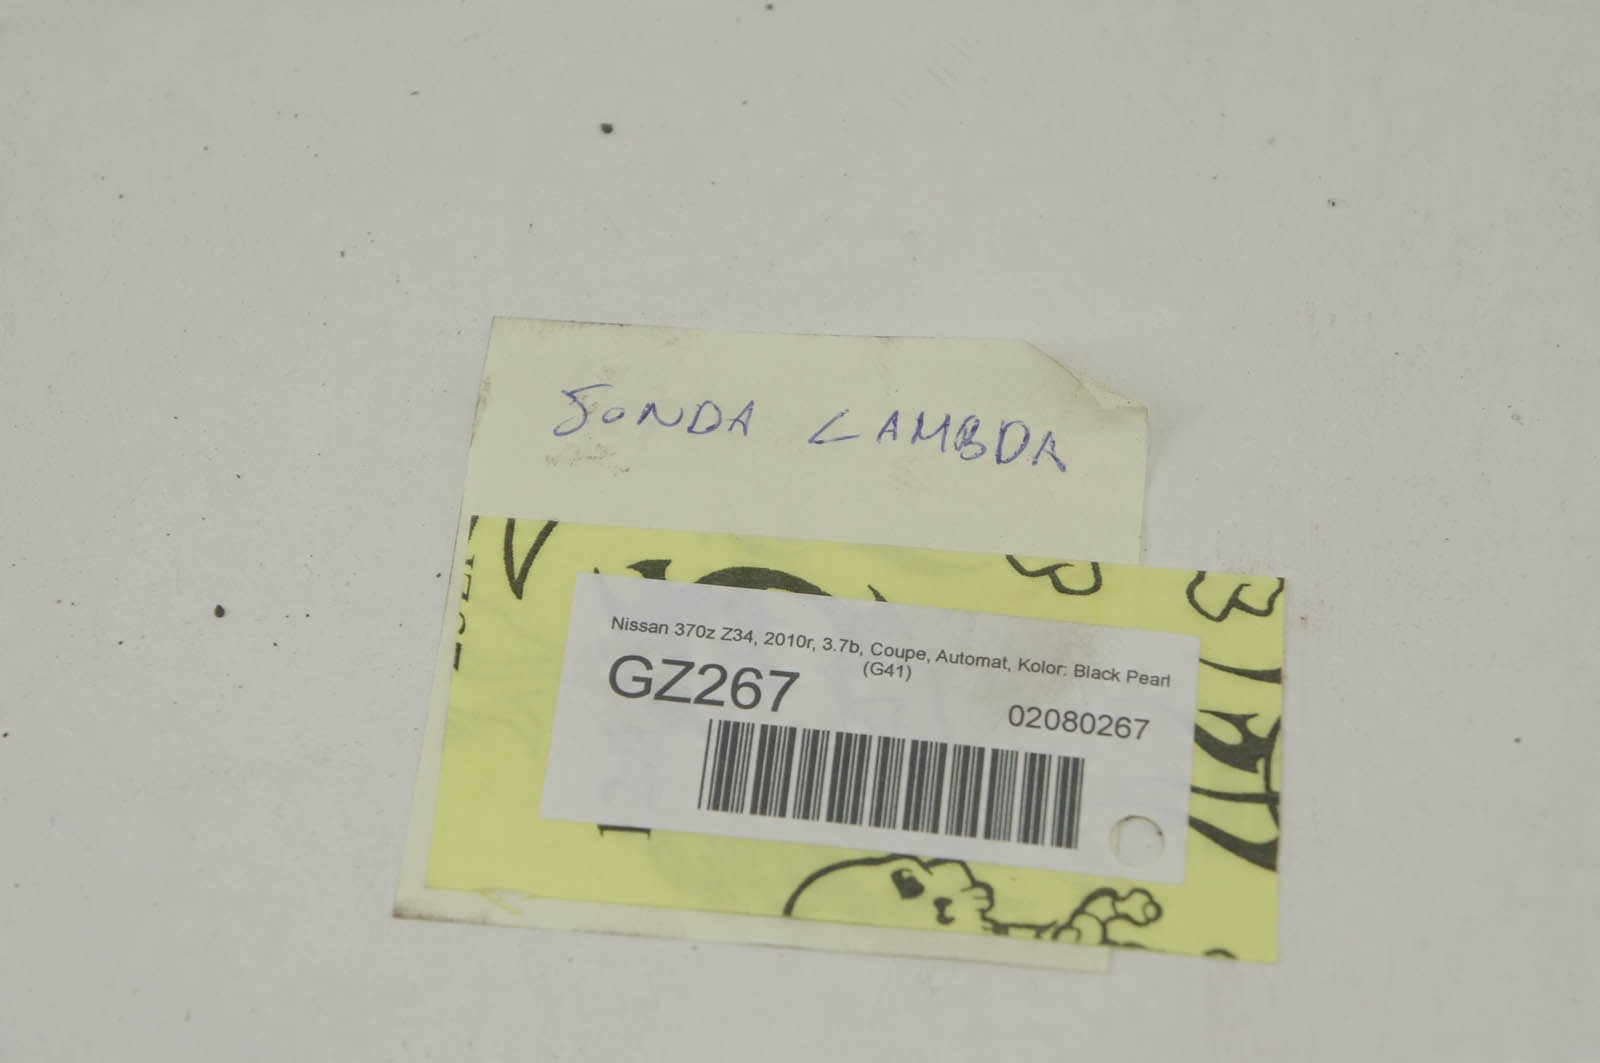 SONDA LAMBDA
Nissan 370z Z34, 2010r, 3.7b, Coupe, Automat, Kolor: Black Pearl
(G41)
GZ267
02080267